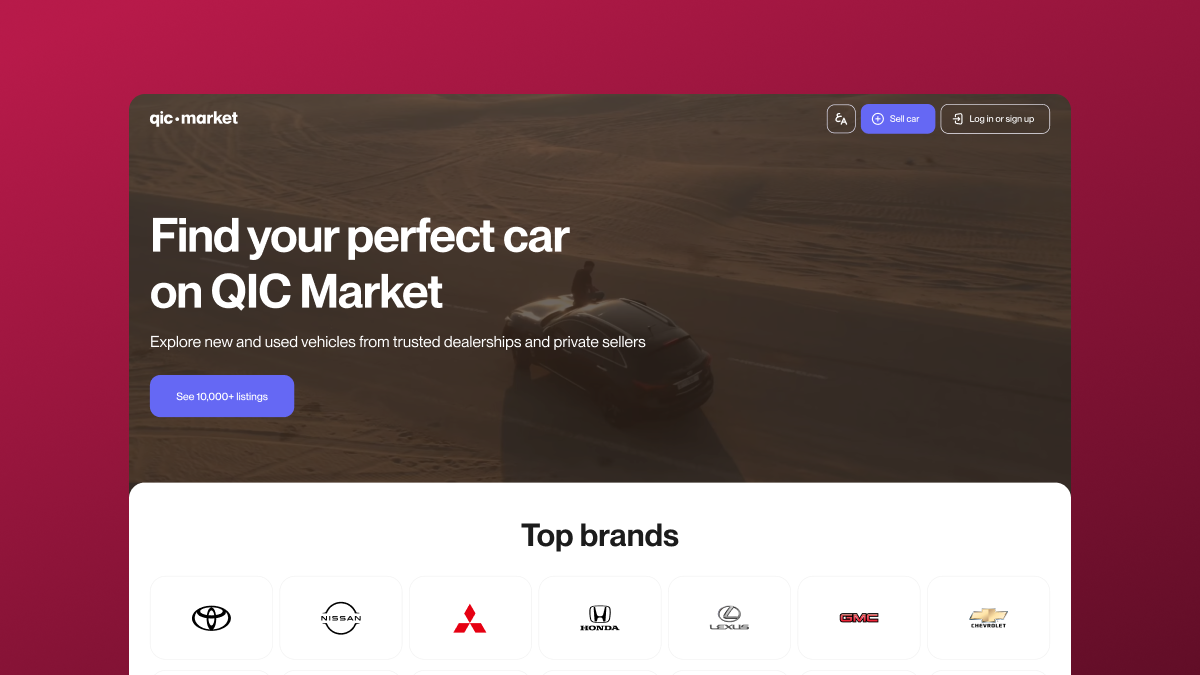 qic·market
ع A
Sell car
Log in or sign up
Find your perfect car
on QIC Market
Explore new and used vehicles from trusted dealerships and private sellers
See 10,000+ listings
Top brands
NISSAN
HONDA
LEXUS
GMC
CHEVROLET